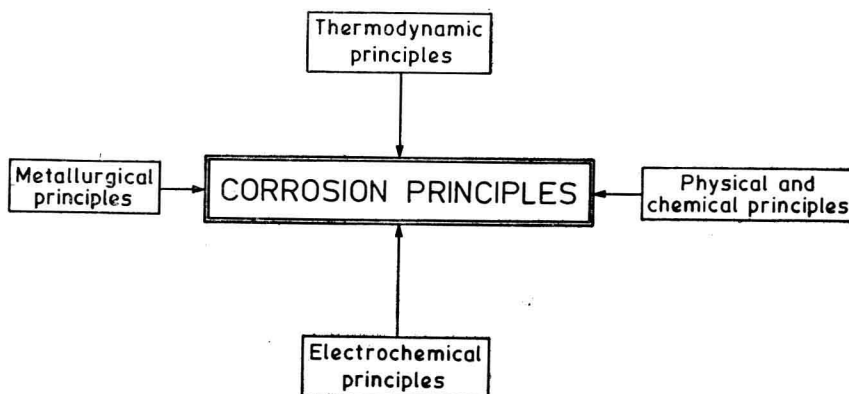 Thermodynamic
principles
Metallurgical
principles
CORROSION PRINCIPLES
Physical and
chemical principles
Electrochemical
principles